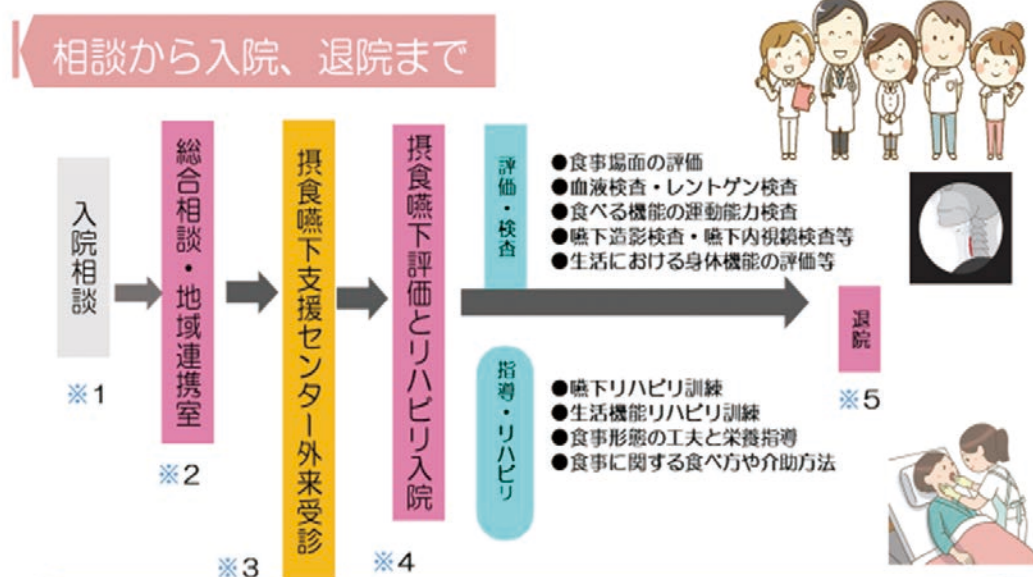 相談から入院、退院まで
入院相談
※1
総合相談・地域連携室
※2
摂食嚥下支援センター外来受診
※3
摂食嚥下評価とリハビリ入院
※4
評価・検査
●食事場面の評価
●血液検査・レントゲン検査
●食べる機能の運動能力検査
●嚥下造影検査・嚥下内視鏡検査等
●生活における身体機能の評価等
指導・リハビリ
●嚥下リハビリ訓練
●生活機能リハビリ訓練
●食事形態の工夫と栄養指導
●食事に関する食べ方や介助方法
退院
※5